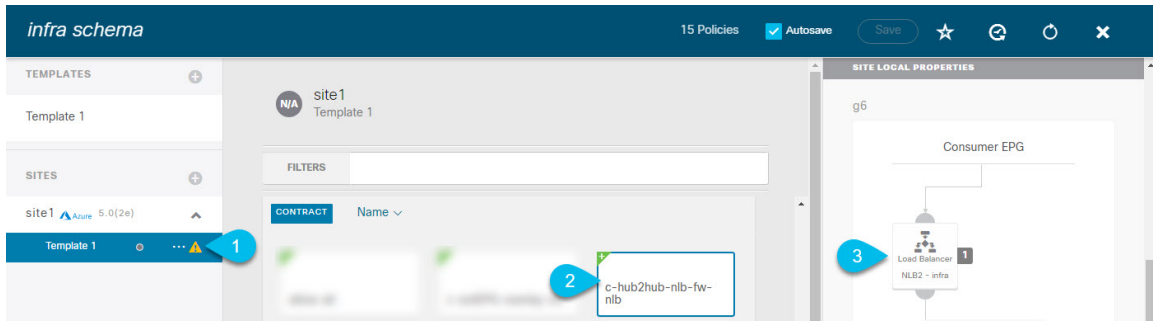 infra schema
15 Policies
Autosave
Save
TEMPLATES
Template 1
SITES
site1 Azure 5.0(2e)
Template 1
1
N/A
site1
Template 1
FILTERS
CONTRACT
Name
2
c-hub2hub-nlb-fw-
nlb
SITE LOCAL PROPERTIES
g6
Consumer EPG
3
Load Balancer
1
NLB2 - infra